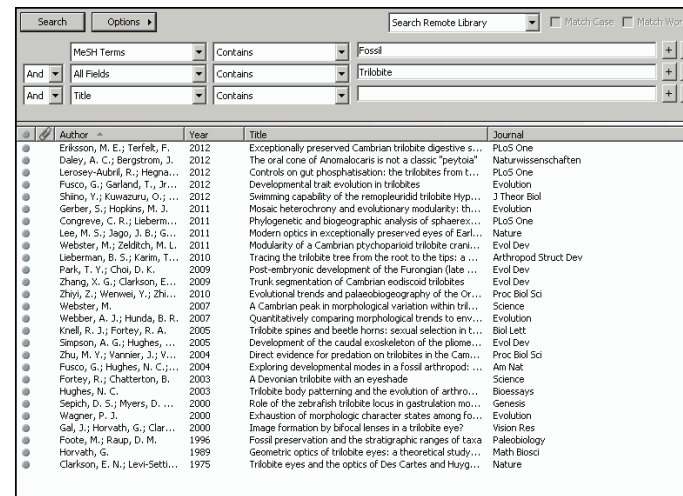 Search Options Search Remote Library Match Case Match Wor
MeSH Terms Contains Fossil +
And All Fields Contains Trilobite +
And Title Contains +
Author Year Title Journal
Eriksson, M. E.; Terfelt, F. 2012 Exceptionally preserved Cambrian trilobite digestive s... PLoS One
Daley, A. C.; Bergstrom, J. 2012 The oral cone of Anomalocaris is not a classic "peytoia" Naturwissenschaften
Lerosey-Aubril, R.; Hegna... 2012 Controls on gut phosphatisation: the trilobites from t... PLoS One
Fusco, G.; Garland, T., Jr... 2012 Developmental trait evolution in trilobites Evolution
Shiino, Y.; Kuwazuru, O.; ... 2012 Swimming capability of the remopleuridid trilobite Hyp... J Theor Biol
Gerber, S.; Hopkins, M. J. 2011 Mosaic heterochrony and evolutionary modularity: th... Evolution
Congreve, C. R.; Lieberm... 2011 Phylogenetic and biogeographic analysis of sphaerex... PLoS One
Lee, M. S.; Jago, J. B.; G... 2011 Modern optics in exceptionally preserved eyes of Earl... Nature
Webster, M.; Zelditch, M. L. 2011 Modularity of a Cambrian ptychoparioid trilobite crani... Evol Dev
Lieberman, B. S.; Karim, T... 2010 Tracing the trilobite tree from the root to the tips: a ... Arthropod Struct Dev
Park, T. Y.; Choi, D. K. 2009 Post-embryonic development of the Furongian (late ... Evol Dev
Zhang, X. G.; Clarkson, E... 2009 Trunk segmentation of Cambrian eodiscoid trilobites Evol Dev
Zhiyi, Z.; Wenwei, Y.; Zhi... 2010 Evolutional trends and palaeobiogeography of the Or... Proc Biol Sci
Webster, M. 2007 A Cambrian peak in morphological variation within tril... Science
Webber, A. J.; Hunda, B. R. 2007 Quantitatively comparing morphological trends to env... Evolution
Knell, R. J.; Fortey, R. A. 2005 Trilobite spines and beetle horns: sexual selection in t... Biol Lett
Simpson, A. G.; Hughes, ... 2005 Development of the caudal exoskeleton of the pliome... Evol Dev
Zhu, M. Y.; Vannier, J.; V... 2004 Direct evidence for predation on trilobites in the Cam... Proc Biol Sci
Fusco, G.; Hughes, N. C.;... 2004 Exploring developmental modes in a fossil arthropod: ... Am Nat
Fortey, R.; Chatterton, B. 2003 A Devonian trilobite with an eyeshade Science
Hughes, N. C. 2003 Trilobite body patterning and the evolution of arthro... Bioessays
Sepich, D. S.; Myers, D. ... 2000 Role of the zebrafish trilobite locus in gastrulation mo... Genesis
Wagner, P. J. 2000 Exhaustion of morphologic character states among fo... Evolution
Gal, J.; Horvath, G.; Clar... 2000 Image formation by bifocal lenses in a trilobite eye? Vision Res
Foote, M.; Raup, D. M. 1996 Fossil preservation and the stratigraphic ranges of taxa Paleobiology
Horvath, G. 1989 Geometric optics of trilobite eyes: a theoretical study... Math Biosci
Clarkson, E. N.; Levi-Setti... 1975 Trilobite eyes and the optics of Des Cartes and Huyg... Nature